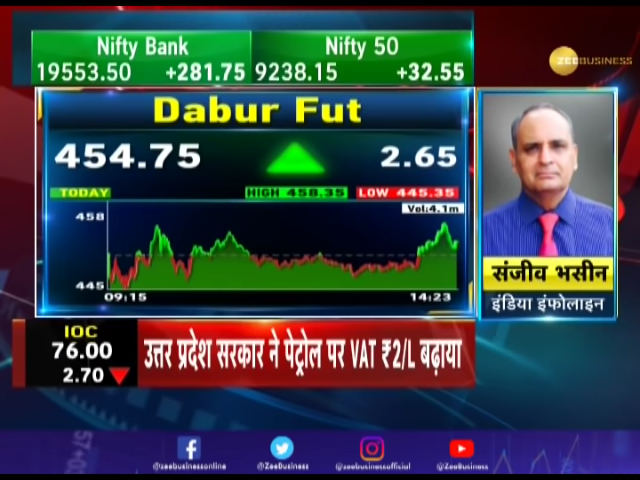 Nifty Bank
19553.50 +281.75
Nifty 50
9238.15 +32.55
ZEEBUSINESS
Dabur Fut
454.75 2.65
TODAY HIGH 458.35 LOW 445.35
Vol:4.1m
458
445
09:15 14:23
संजीव भसीन
इंडिया इंफोलाइन
IOC
76.00
2.70
उत्तर प्रदेश सरकार ने पेट्रोल पर VAT ₹2/L बढ़ाया
@zeebusinessonline @ZeeBusiness @zeebusinessofficial @ZeeBusiness